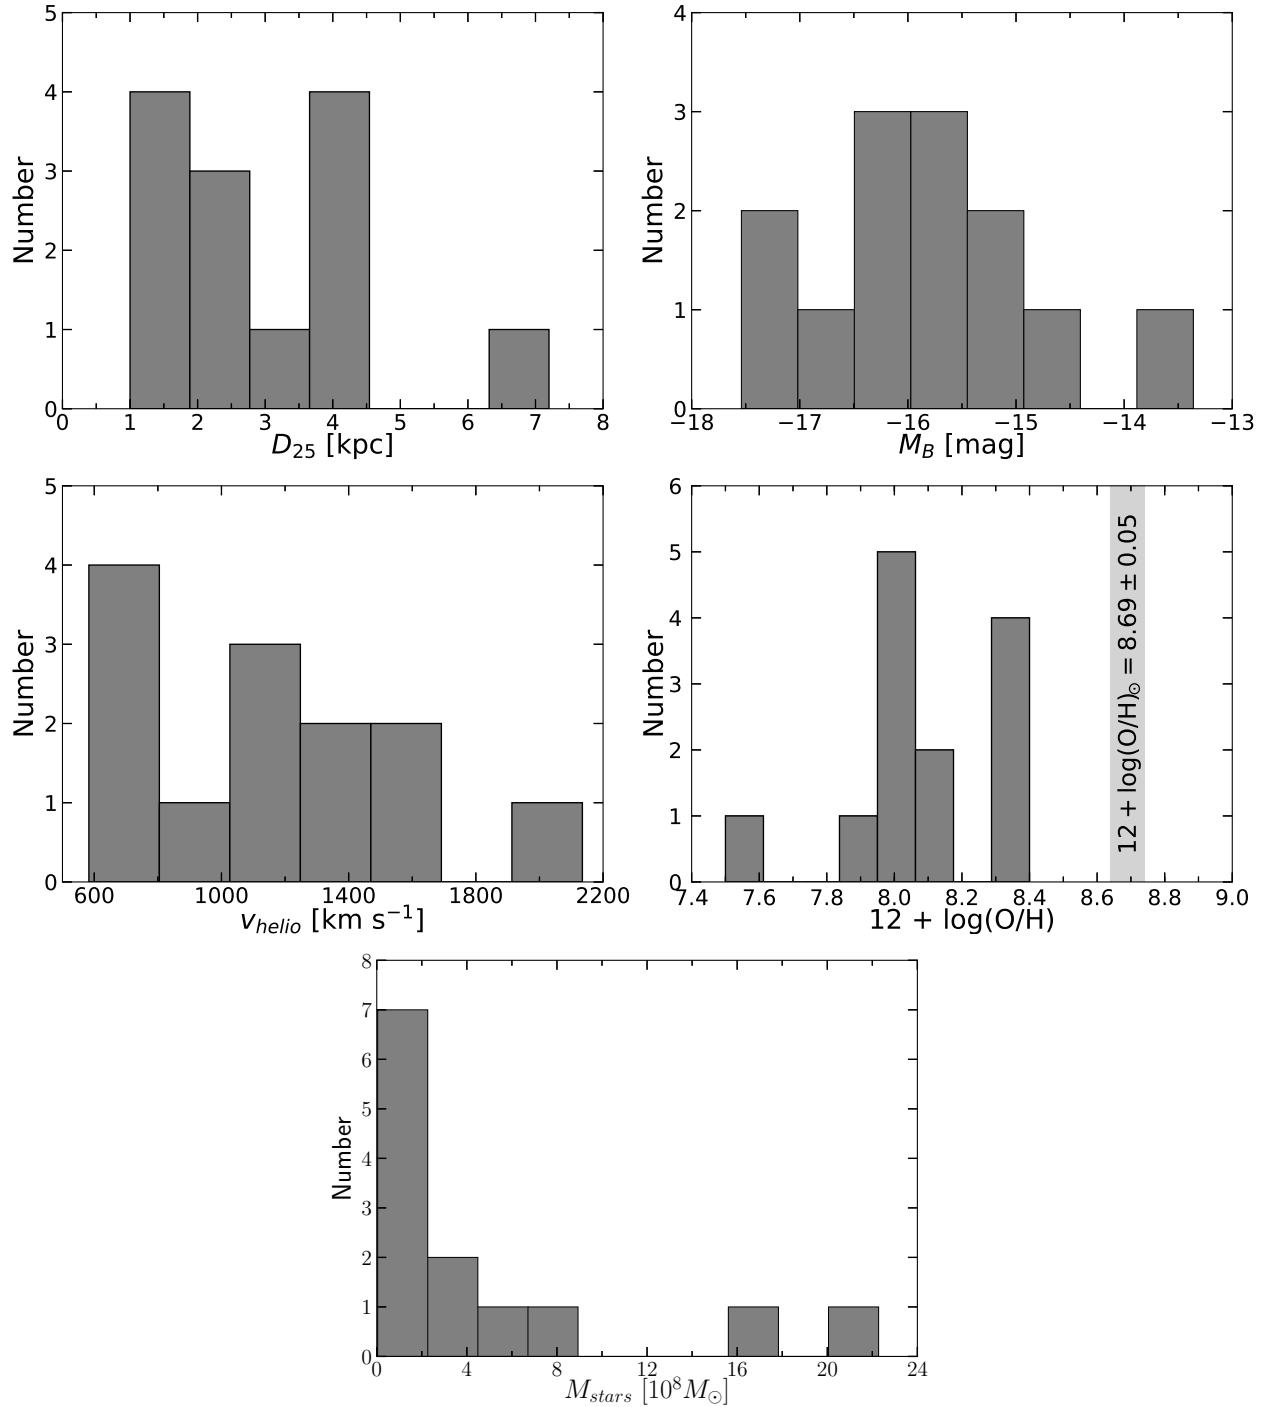 5
4
3
2
1
0
Number
0 1 2 3 4 5 6 7 8
D25 [kpc]
4
3
2
1
0
Number
−18 −17 −16 −15 −14 −13
MB [mag]
5
4
3
2
1
0
Number
600 1000 1400 1800 2200
vhelio [km s−1]
6
5
4
3
2
1
0
Number
12 + log(O/H)⊙ = 8.69 ± 0.05
7.4 7.6 7.8 8.0 8.2 8.4 8.6 8.8 9.0
12 + log(O/H)
8
7
6
5
4
3
2
1
0
Number
0 4 8 12 16 20 24
Mstars [10^8M⊙]